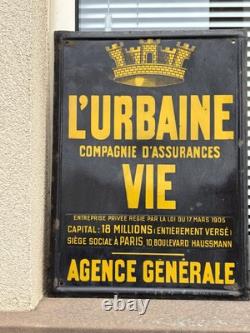 L'URBAINE
COMPAGNIE D'ASSURANCES
VIE
ENTREPRISE PRIVÉE RÉGIE PAR LA LOI DU 17 MARS 1905
CAPITAL: 18 MILLIONS (ENTIÈREMENT VERSÉ)
SIÈGE SOCIAL À PARIS 10 BOULEVARD HAUSSMANN
AGENCE GÉNÉRALE